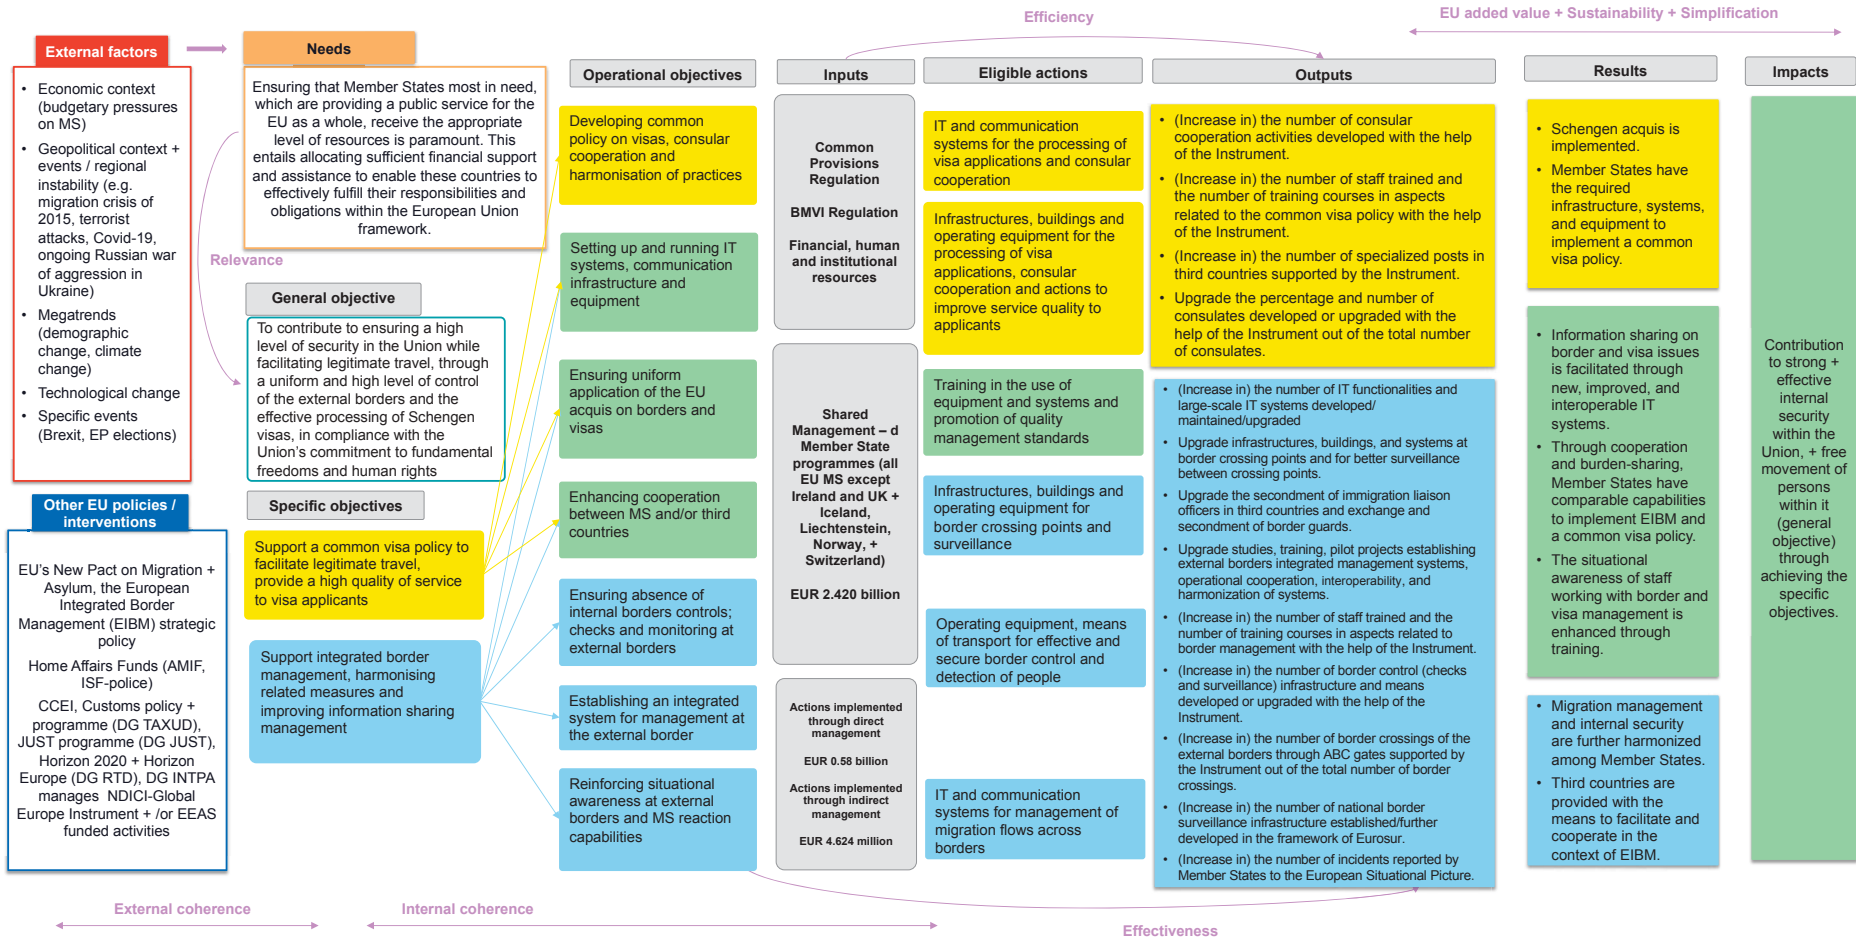 Efficiency
EU added value + Sustainability + Simplification
External factors
• Economic context
(budgetary pressures
on MS)
• Geopolitical context +
events / regional
instability (e.g.
migration crisis of
2015, terrorist
attacks, Covid-19,
ongoing Russian war
of aggression in
Ukraine)
• Megatrends
(demographic
change, climate
change)
• Technological change
• Specific events
(Brexit, EP elections)
Other EU policies /
interventions
EU's New Pact on Migration +
Asylum, the European
Integrated Border
Management (EIBM) strategic
policy
Home Affairs Funds (AMIF,
ISF-police)
CCEI, Customs policy +
programme (DG TAXUD),
JUST programme (DG JUST),
Horizon 2020 + Horizon
Europe (DG RTD), DG INTPA
manages NDICI-Global
Europe Instrument + /or EEAS
funded activities
Needs
Ensuring that Member States most in need,
which are providing a public service for the
EU as a whole, receive the appropriate
level of resources is paramount. This
entails allocating sufficient financial support
and assistance to enable these countries to
effectively fulfill their responsibilities and
obligations within the European Union
framework.
Relevance
General objective
To contribute to ensuring a high
level of security in the Union while
facilitating legitimate travel, through
a uniform and high level of control
of the external borders and the
effective processing of Schengen
visas, in compliance with the
Union's commitment to fundamental
freedoms and human rights
Specific objectives
Support a common visa policy to
facilitate legitimate travel,
provide a high quality of service
to visa applicants
Support integrated border
management, harmonising
related measures and
improving information sharing
management
Operational objectives
Developing common
policy on visas, consular
cooperation and
harmonisation of practices
Setting up and running IT
systems, communication
infrastructure and
equipment
Ensuring uniform
application of the EU
acquis on borders and
visas
Enhancing cooperation
between MS and/or third
countries
Ensuring absence of
internal borders controls;
checks and monitoring at
external borders
Establishing an integrated
system for management at
the external border
Reinforcing situational
awareness at external
borders and MS reaction
capabilities
Inputs
Common
Provisions
Regulation
BMVI Regulation
Financial, human
and institutional
resources
Shared
Management – d
Member State
programmes (all
EU MS except
Ireland and UK +
Iceland,
Liechtenstein,
Norway, +
Switzerland)
EUR 2.420 billion
Actions implemented
through direct
management
EUR 0.58 billion
Actions implemented
through indirect
management
EUR 4.624 million
Eligible actions
IT and communication
systems for the processing of
visa applications and consular
cooperation
Infrastructures, buildings and
operating equipment for the
processing of visa
applications, consular
cooperation and actions to
improve service quality to
applicants
Training in the use of
equipment and systems and
promotion of quality
management standards
Infrastructures, buildings and
operating equipment for
border crossing points and
surveillance
Operating equipment, means
of transport for effective and
secure border control and
detection of people
IT and communication
systems for management of
migration flows across
borders
Outputs
• (Increase in) the number of consular
cooperation activities developed with the help
of the Instrument.
• (Increase in) the number of staff trained and
the number of training courses in aspects
related to the common visa policy with the help
of the Instrument.
• (Increase in) the number of specialized posts in
third countries supported by the Instrument.
• Upgrade the percentage and number of
consulates developed or upgraded with the
help of the Instrument out of the total number
of consulates.
• (Increase in) the number of IT functionalities and
large-scale IT systems developed/
maintained/upgraded
• Upgrade infrastructures, buildings, and systems at
border crossing points and for better surveillance
between crossing points.
• Upgrade the secondment of immigration liaison
officers in third countries and exchange and
secondment of border guards.
• Upgrade studies, training, pilot projects establishing
external borders integrated management systems,
operational cooperation, interoperability, and
harmonization of systems.
• (Increase in) the number of staff trained and the
number of training courses in aspects related to
border management with the help of the Instrument.
• (Increase in) the number of border control (checks
and surveillance) infrastructure and means
developed or upgraded with the help of the
Instrument.
• (Increase in) the number of border crossings of the
external borders through ABC gates supported by
the Instrument out of the total number of border
crossings.
• (Increase in) the number of national border
surveillance infrastructure established/further
developed in the framework of Eurosur.
• (Increase in) the number of incidents reported by
Member States to the European Situational Picture.
Results
• Schengen acquis is
implemented.
• Member States have
the required
infrastructure, systems,
and equipment to
implement a common
visa policy.
• Information sharing on
border and visa issues
is facilitated through
new, improved, and
interoperable IT
systems.
• Through cooperation
and burden-sharing,
Member States have
comparable capabilities
to implement EIBM and
a common visa policy.
• The situational
awareness of staff
working with border and
visa management is
enhanced through
training.
• Migration management
and internal security
are further harmonized
among Member States.
• Third countries are
provided with the
means to facilitate and
cooperate in the
context of EIBM.
Impacts
Contribution
to strong +
effective
internal
security
within the
Union, + free
movement of
persons
within it
(general
objective)
through
achieving the
specific
objectives.
External coherence
Internal coherence
Effectiveness